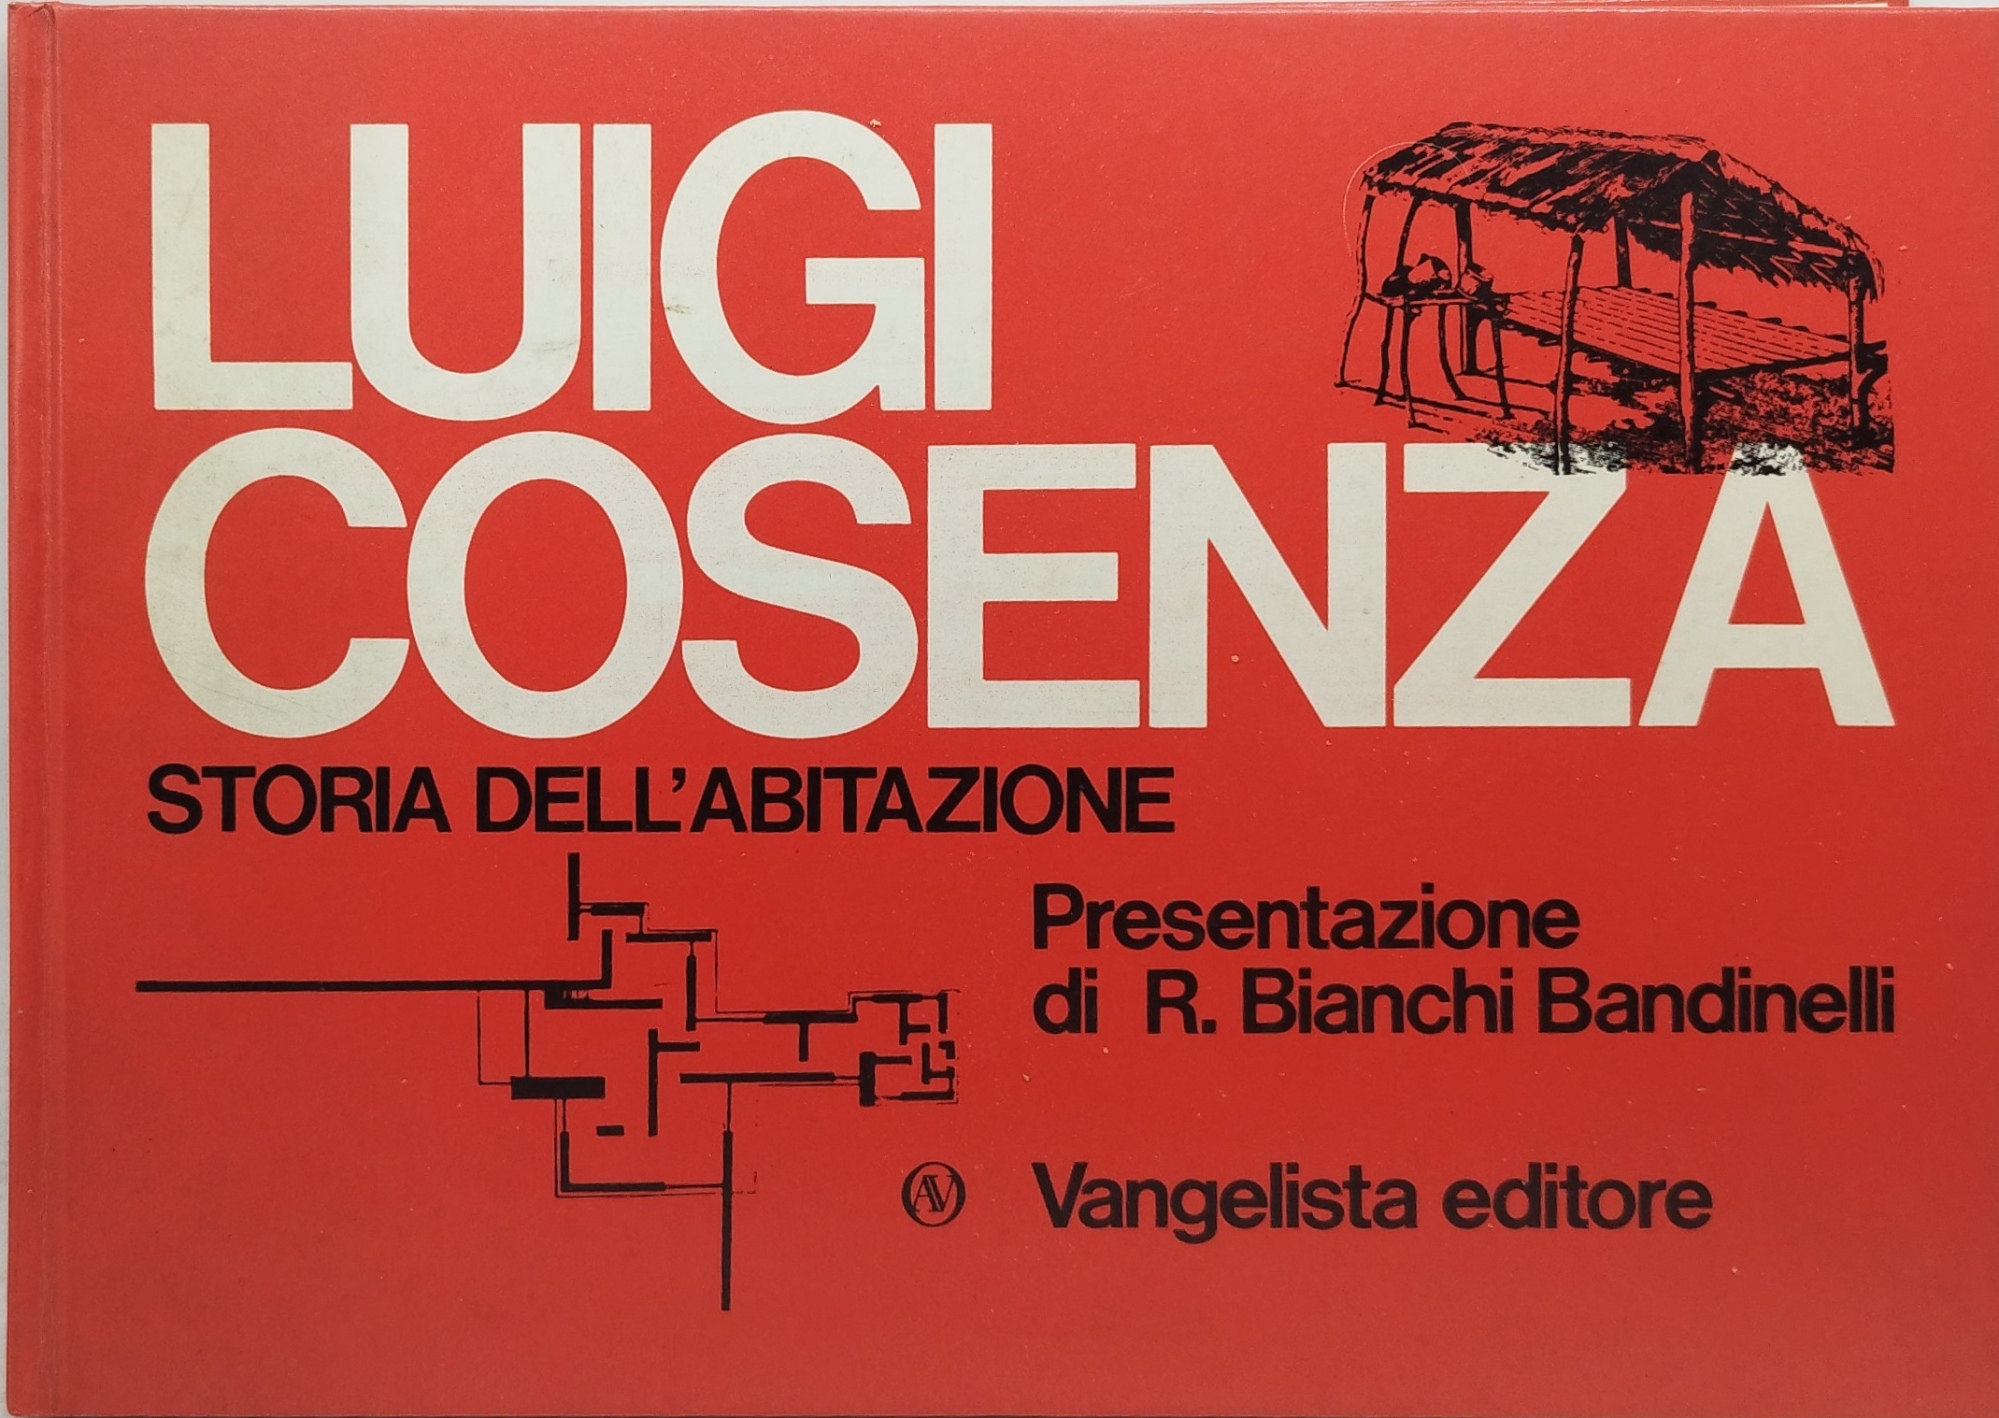 LUIGI
COSENZA
STORIA DELL'ABITAZIONE
Presentazione
di R. Bianchi Bandinelli
AV
Vangelista editore